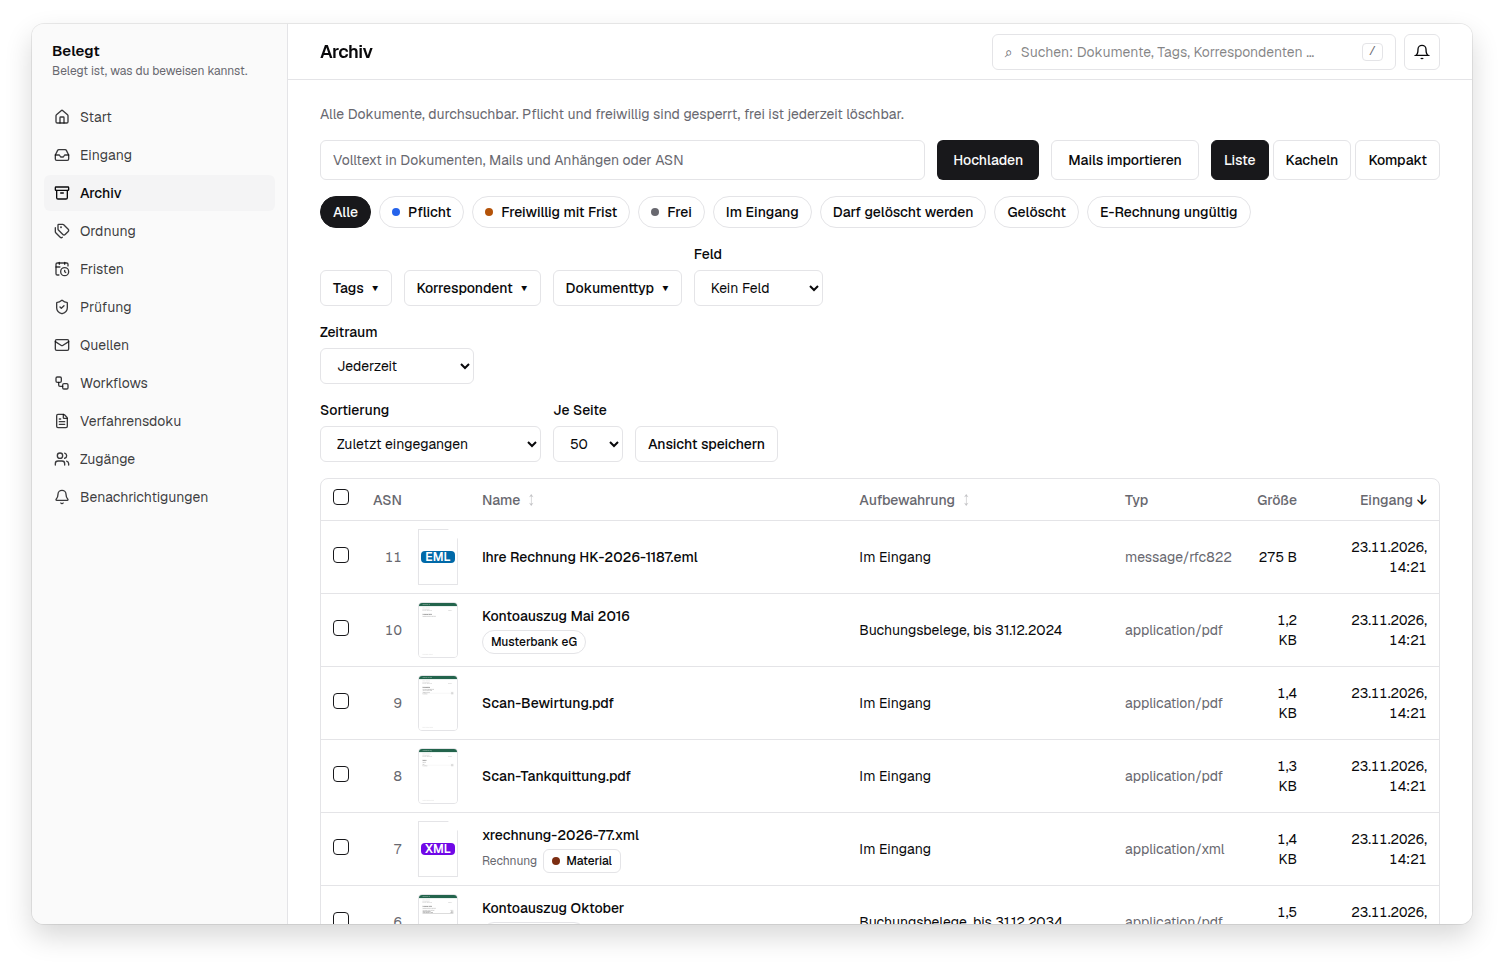 Belegt
Belegt ist, was du beweisen kannst.
Start
Eingang
Archiv
Ordnung
Fristen
Prüfung
Quellen
Workflows
Verfahrensdoku
Zugänge
Benachrichtigungen
Archiv
Suchen: Dokumente, Tags, Korrespondenten ...
/
Alle Dokumente, durchsuchbar. Pflicht und freiwillig sind gesperrt, frei ist jederzeit löschbar.
Volltext in Dokumenten, Mails und Anhängen oder ASN
Hochladen
Mails importieren
Liste
Kacheln
Kompakt
Alle
Pflicht
Freiwillig mit Frist
Frei
Im Eingang
Darf gelöscht werden
Gelöscht
E-Rechnung ungültig
Feld
Tags
Korrespondent
Dokumenttyp
Kein Feld
Zeitraum
Jederzeit
Sortierung
Je Seite
Zuletzt eingegangen
50
Ansicht speichern
ASN
Name
Aufbewahrung
Typ
Größe
Eingang
11
EML
Ihre Rechnung HK-2026-1187.eml
Im Eingang
message/rfc822
275 B
23.11.2026,
14:21
10
Kontoauszug Mai 2016
Musterbank eG
Buchungsbelege, bis 31.12.2024
application/pdf
1,2
KB
23.11.2026,
14:21
9
Scan-Bewirtung.pdf
Im Eingang
application/pdf
1,4
KB
23.11.2026,
14:21
8
Scan-Tankquittung.pdf
Im Eingang
application/pdf
1,3
KB
23.11.2026,
14:21
7
XML
xrechnung-2026-77.xml
Rechnung
Material
Im Eingang
application/xml
1,4
KB
23.11.2026,
14:21
6
Kontoauszug Oktober
Buchungsbelege, bis 31.12.2034
application/pdf
1,5
23.11.2026,